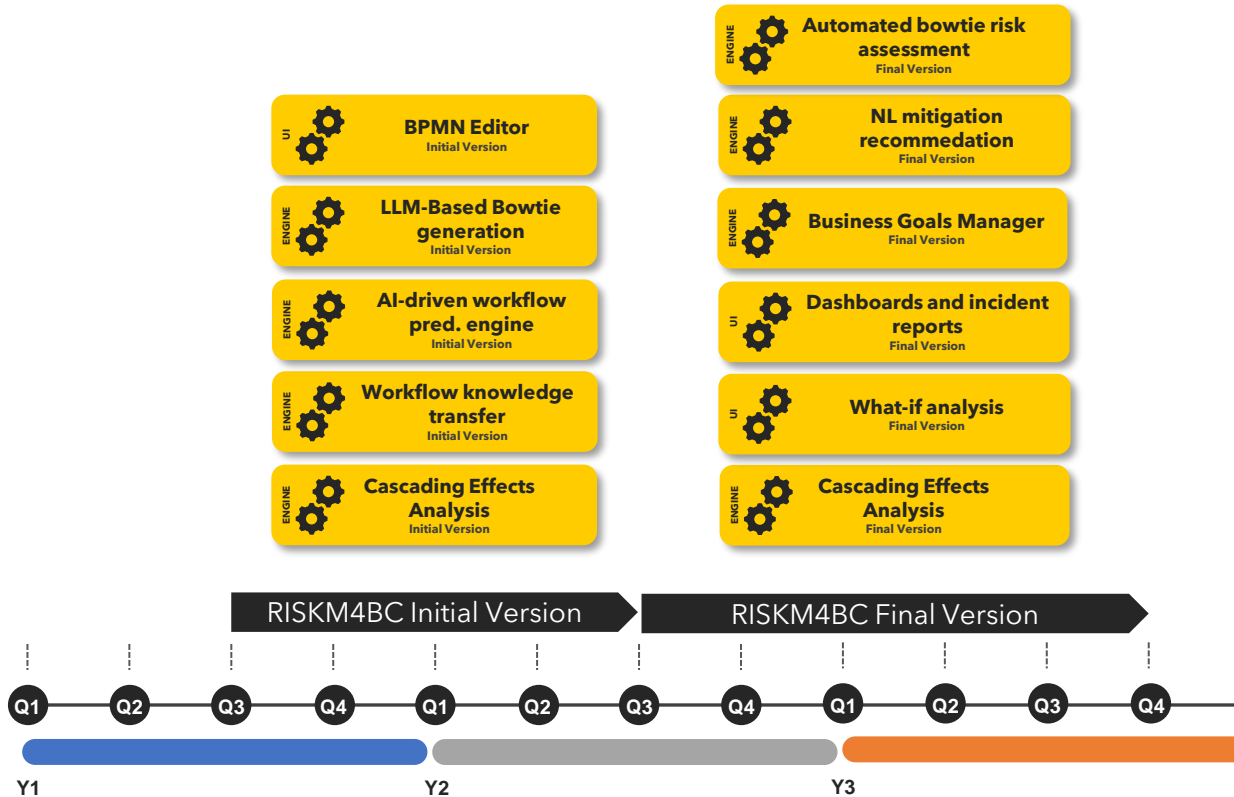 ENGINE
Automated bowtie risk
assessment
Final Version
UI
BPMN Editor
Initial Version
ENGINE
NL mitigation
recommedation
Final Version
ENGINE
LLM-Based Bowtie
generation
Initial Version
ENGINE
Business Goals Manager
Final Version
ENGINE
AI-driven workflow
pred. engine
Initial Version
UI
Dashboards and incident
reports
Final Version
ENGINE
Workflow knowledge
transfer
Initial Version
UI
What-if analysis
Final Version
ENGINE
Cascading Effects
Analysis
Initial Version
ENGINE
Cascading Effects
Analysis
Final Version
RISKM4BC Initial Version
RISKM4BC Final Version
Q1 Q2 Q3 Q4 Q1 Q2 Q3 Q4 Q1 Q2 Q3 Q4
Y1 Y2 Y3